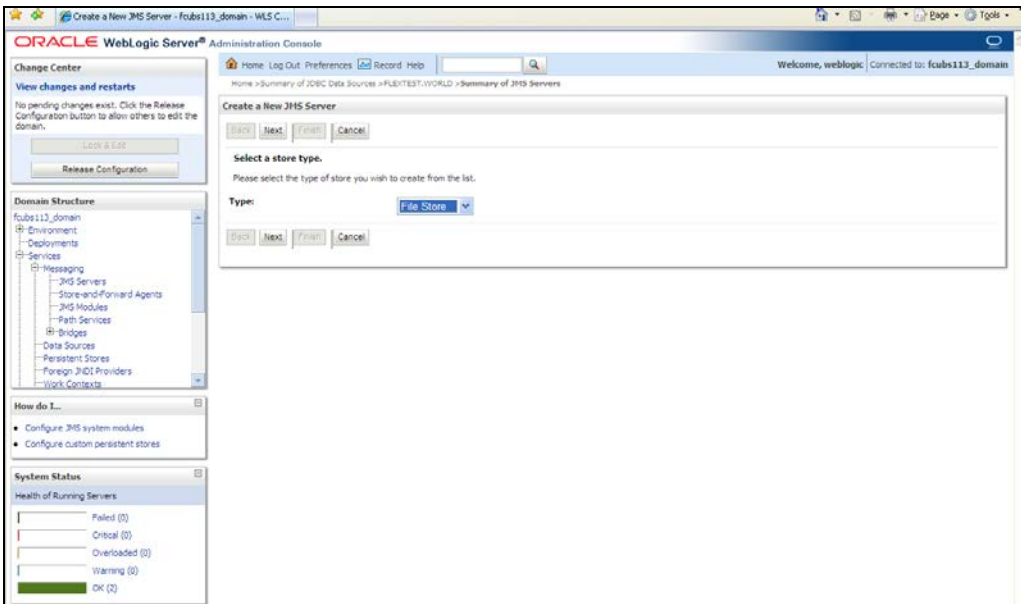 Create a New JMS Server - fcubs113_domain - WLS C...
Page
Tools
ORACLE WebLogic Server® Administration Console
Change Center
View changes and restarts
No pending changes exist. Click the Release
Configuration button to allow others to edit the
domain.
Lock & Edit
Release Configuration
Domain Structure
fcubs113_domain
Environment
Deployments
Services
Messaging
JMS Servers
Store-and-Forward Agents
JMS Modules
Path Services
Bridges
Data Sources
Persistent Stores
Foreign JNDI Providers
Work Contexts
How do I...
Configure JMS system modules
Configure custom persistent stores
System Status
Health of Running Servers
Failed (0)
Critical (0)
Overloaded (0)
Warning (0)
OK (2)
Home Log Out Preferences Record Help
Welcome, weblogic Connected to: fcubs113_domain
Home >Summary of JDBC Data Sources >FLEXTEST.WORLD >Summary of JMS Servers
Create a New JMS Server
Back Next Finish Cancel
Select a store type.
Please select the type of store you wish to create from the list.
Type: File Store
Back Next Finish Cancel